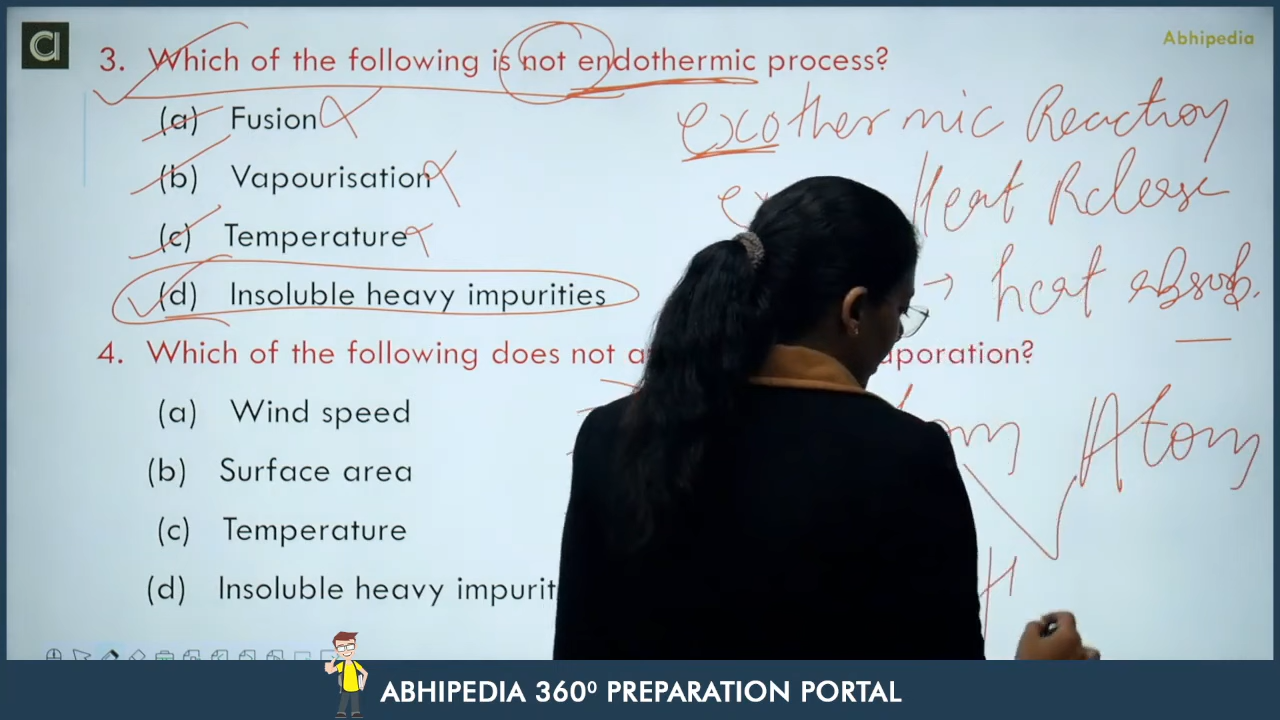 Abhipedia
3. Which of the following is not endothermic process?
(a) Fusion
exothermic Reaction
(b) Vapourisation
Heat Release
(c) Temperature
→ heat absorb.
(d) Insoluble heavy impurities
4. Which of the following does not a aporation?
(a) Wind speed
Atom
(b) Surface area
(c) Temperature
(d) Insoluble heavy impurit
ABHIPEDIA 360⁰ PREPARATION PORTAL